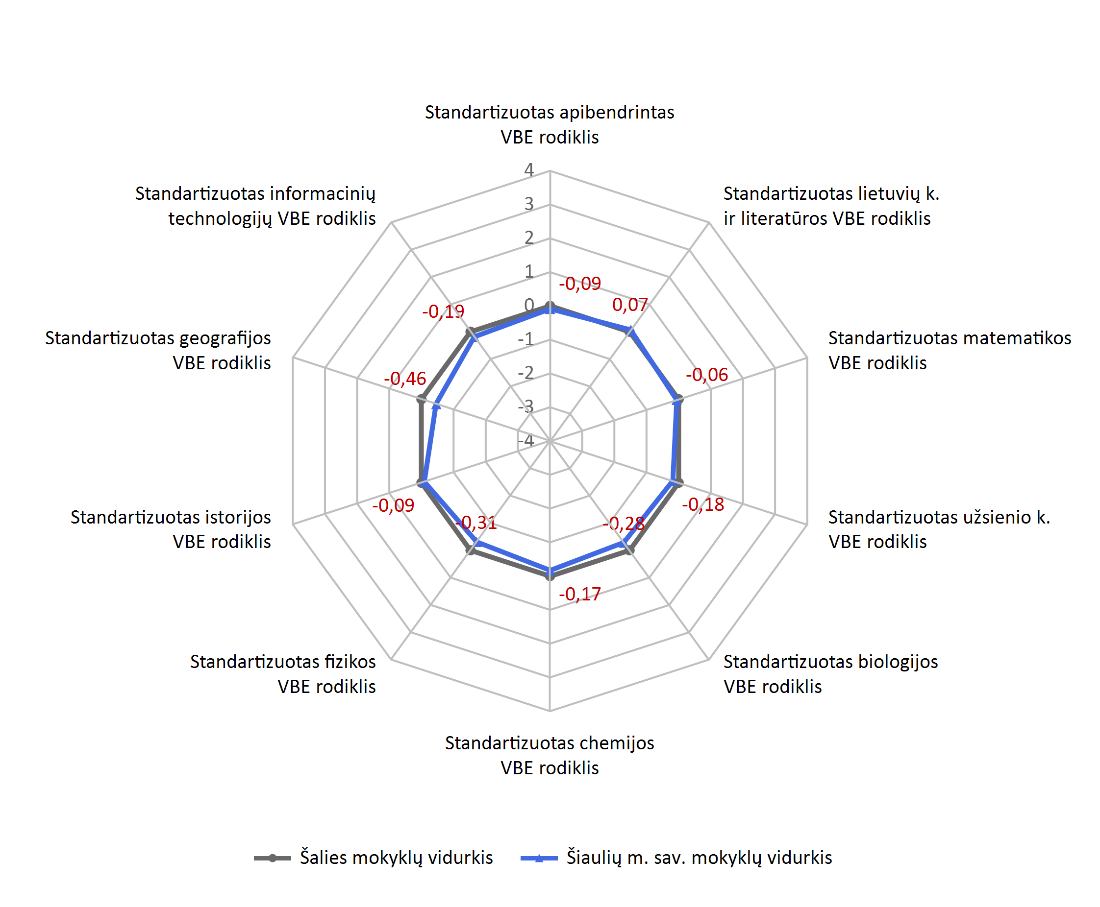 Standartizuotas apibendrintas
VBE rodiklis
Standartizuotas informacinių
technologijų VBE rodiklis
Standartizuotas lietuvių k.
ir literatūros VBE rodiklis
Standartizuotas geografijos
VBE rodiklis
Standartizuotas matematikos
VBE rodiklis
Standartizuotas istorijos
VBE rodiklis
Standartizuotas užsienio k.
VBE rodiklis
Standartizuotas fizikos
VBE rodiklis
Standartizuotas biologijos
VBE rodiklis
Standartizuotas chemijos
VBE rodiklis
4
3
2
1
0
-1
-2
-3
-4
-0,09
0,07
-0,06
-0,18
-0,28
-0,17
-0,31
-0,09
-0,46
-0,19
Šalies mokyklų vidurkis
Šiaulių m. sav. mokyklų vidurkis